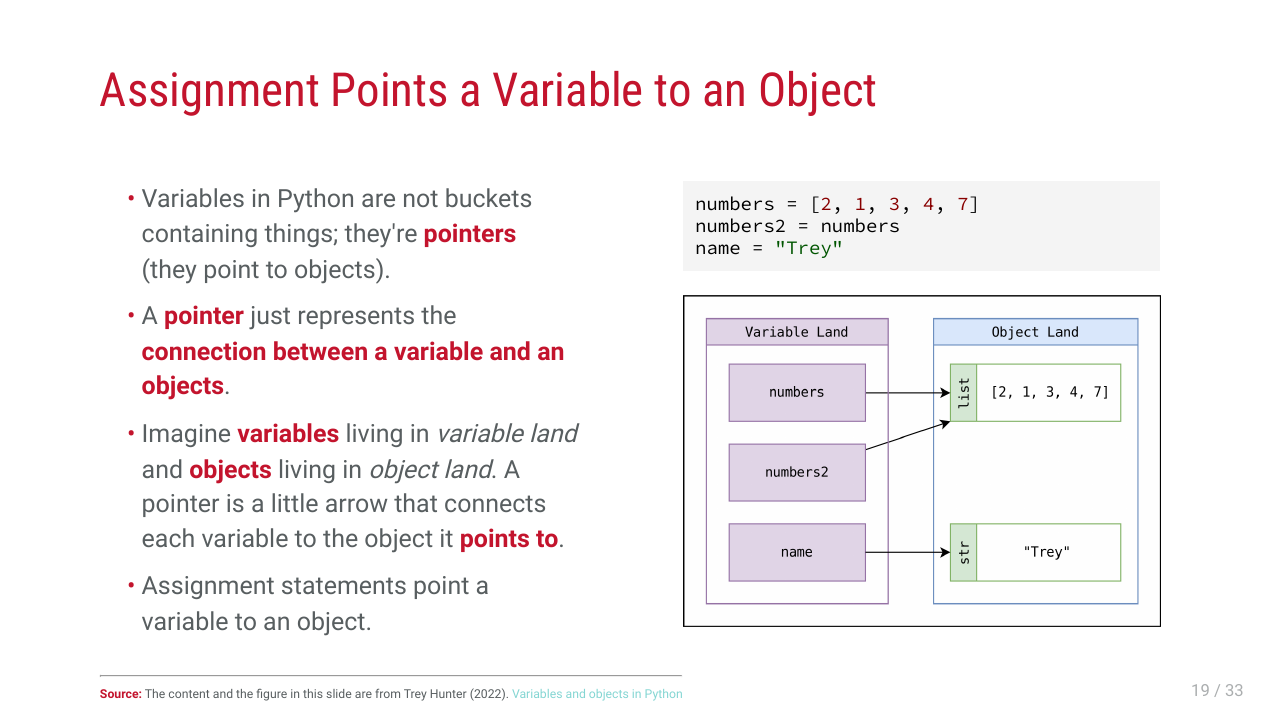 Assignment Points a Variable to an Object
• Variables in Python are not buckets
containing things; they're pointers
(they point to objects).
• A pointer just represents the
connection between a variable and an
objects.
• Imagine variables living in variable land
and objects living in object land. A
pointer is a little arrow that connects
each variable to the object it points to.
• Assignment statements point a
variable to an object.
numbers = [2, 1, 3, 4, 7]
numbers2 = numbers
name = "Trey"
Variable Land
numbers
numbers2
name
Object Land
list
[2, 1, 3, 4, 7]
str
"Trey"
Source: The content and the figure in this slide are from Trey Hunter (2022). Variables and objects in Python
19 / 33